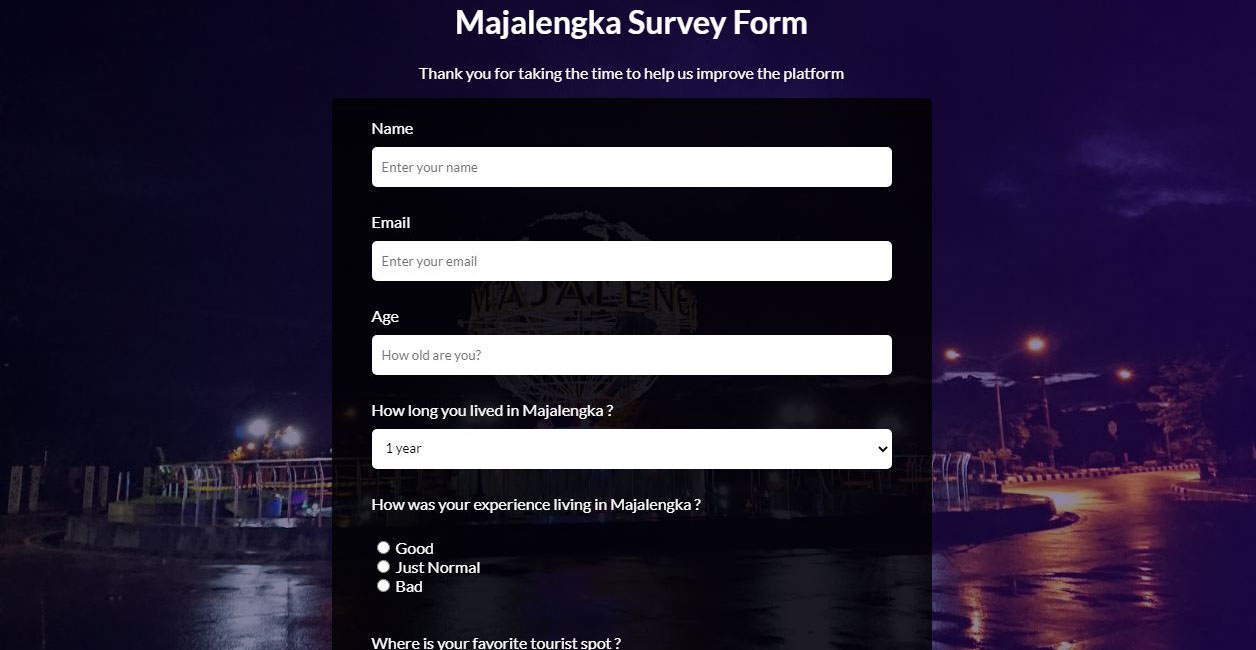 Majalengka Survey Form
Thank you for taking the time to help us improve the platform
Name
Enter your name
Email
Enter your email
MAJALENG
Age
How old are you?
How long you lived in Majalengka ?
1 year
How was your experience living in Majalengka ?
Good
Just Normal
Bad
Where is your favorite tourist spot ?